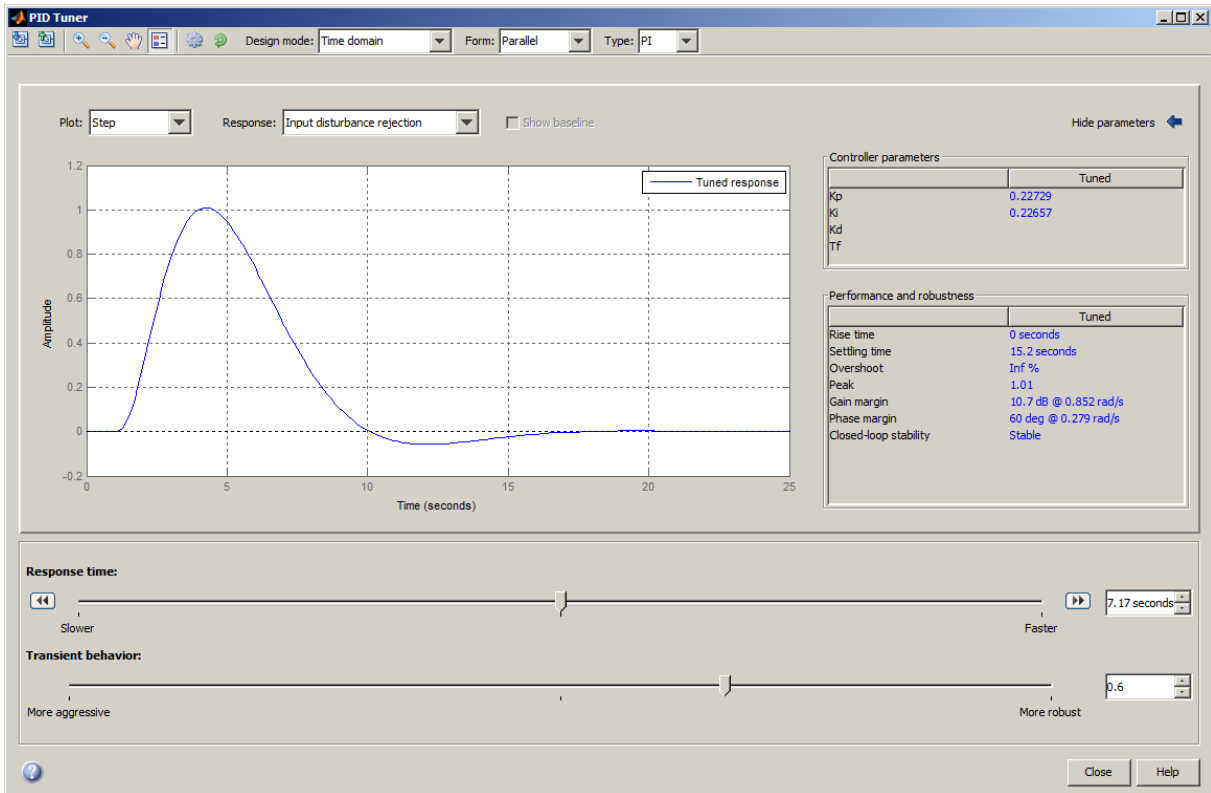 PID Tuner
Design mode: Time domain Form: Parallel Type: PI
Plot: Step Response: Input disturbance rejection Show baseline Hide parameters
Tuned response
1.2
1
0.8
0.6
0.4
0.2
0
-0.2
Amplitude
0 5 10 15 20 25
Time (seconds)
Controller parameters
Tuned
Kp 0.22729
Ki 0.22657
Kd
Tf
Performance and robustness
Tuned
Rise time 0 seconds
Settling time 15.2 seconds
Overshoot Inf %
Peak 1.01
Gain margin 10.7 dB @ 0.852 rad/s
Phase margin 60 deg @ 0.279 rad/s
Closed-loop stability Stable
Response time:
7.17 seconds
Slower Faster
Transient behavior:
0.6
More aggressive More robust
Close Help